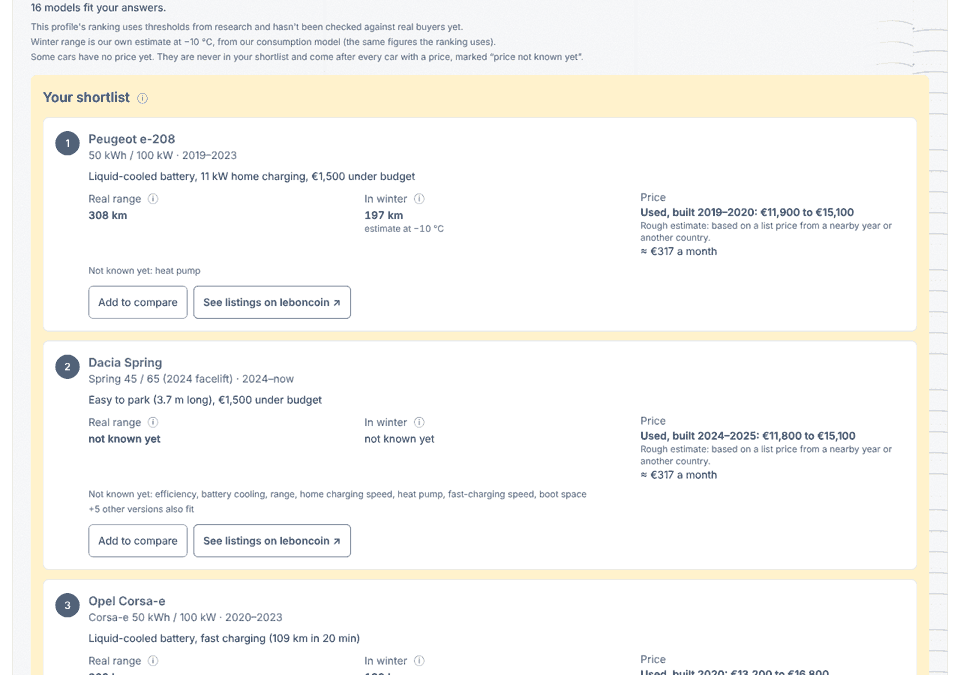 16 models fit your answers.
This profile's ranking uses thresholds from research and hasn't been checked against real buyers yet.
Winter range is our own estimate at −10 °C, from our consumption model (the same figures the ranking uses).
Some cars have no price yet. They are never in your shortlist and come after every car with a price, marked “price not known yet”.
Your shortlist ⓘ
1
Peugeot e-208
50 kWh / 100 kW · 2019–2023
Liquid-cooled battery, 11 kW home charging, €1,500 under budget
Real range ⓘ
308 km
In winter ⓘ
197 km
estimate at −10 °C
Price
Used, built 2019–2020: €11,900 to €15,100
Rough estimate: based on a list price from a nearby year or
another country.
≈ €317 a month
Not known yet: heat pump
Add to compare
See listings on leboncoin ↗
2
Dacia Spring
Spring 45 / 65 (2024 facelift) · 2024–now
Easy to park (3.7 m long), €1,500 under budget
Real range ⓘ
not known yet
In winter ⓘ
not known yet
Price
Used, built 2024–2025: €11,800 to €15,100
Rough estimate: based on a list price from a nearby year or
another country.
≈ €317 a month
Not known yet: efficiency, battery cooling, range, home charging speed, heat pump, fast-charging speed, boot space
+5 other versions also fit
Add to compare
See listings on leboncoin ↗
3
Opel Corsa-e
Corsa-e 50 kWh / 100 kW · 2020–2023
Liquid-cooled battery, fast charging (109 km in 20 min)
Real range ⓘ
In winter ⓘ
Price
Used, built 2020: €13,200 to €16,800